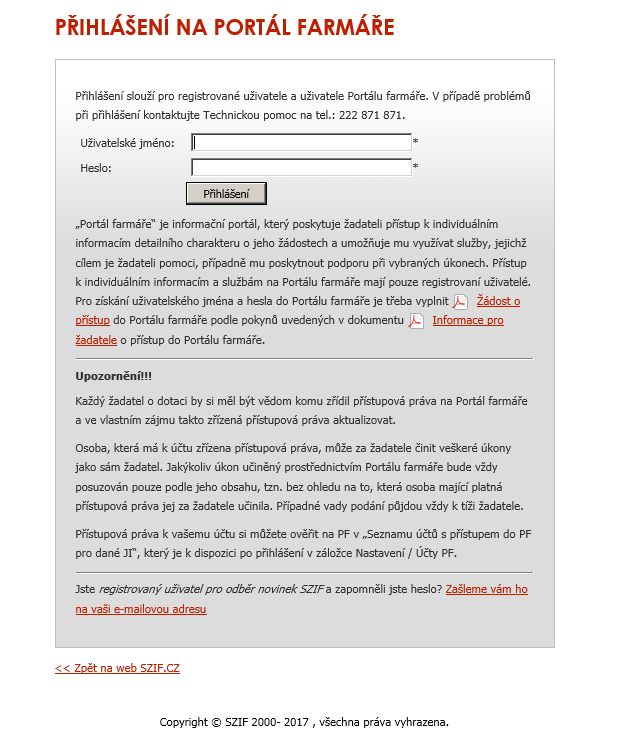 PŘIHLÁŠENÍ NA PORTÁL FARMÁŘE
Přihlášení slouží pro registrované uživatele a uživatele Portálu farmáře. V případě problémů
při přihlášení kontaktujte Technickou pomoc na tel.: 222 871 871.
Uživatelské jméno: *
Heslo: *
Přihlášení
„Portál farmáře“ je informační portál, který poskytuje žadateli přístup k individuálním
informacím detailního charakteru o jeho žádostech a umožňuje mu využívat služby, jejichž
cílem je žadateli pomoci, případně mu poskytnout podporu při vybraných úkonech. Přístup
k individuálním informacím a službám na Portálu farmáře mají pouze registrovaní uživatelé.
Pro získání uživatelského jména a hesla do Portálu farmáře je třeba vyplnit Žádost o
přístup do Portálu farmáře podle pokynů uvedených v dokumentu Informace pro
žadatele o přístup do Portálu farmáře.
Upozornění!!!
Každý žadatel o dotaci by si měl být vědom komu zřídil přístupová práva na Portál farmáře
a ve vlastním zájmu takto zřízená přístupová práva aktualizovat.
Osoba, která má k účtu zřízena přístupová práva, může za žadatele činit veškeré úkony
jako sám žadatel. Jakýkoliv úkon učiněný prostřednictvím Portálu farmáře bude vždy
posuzován pouze podle jeho obsahu, tzn. bez ohledu na to, která osoba mající platná
přístupová práva jej za žadatele učinila. Případné vady podání půjdou vždy k tíži žadatele.
Přístupová práva k vašemu účtu si můžete ověřit na PF v „Seznamu účtů s přístupem do PF
pro dané JI“, který je k dispozici po přihlášení v záložce Nastavení / Účty PF.
Jste registrovaný uživatel pro odběr novinek SZIF a zapomněli jste heslo? Zašleme vám ho
na vaši e-mailovou adresu
<< Zpět na web SZIF.CZ
Copyright © SZIF 2000- 2017 , všechna práva vyhrazena.